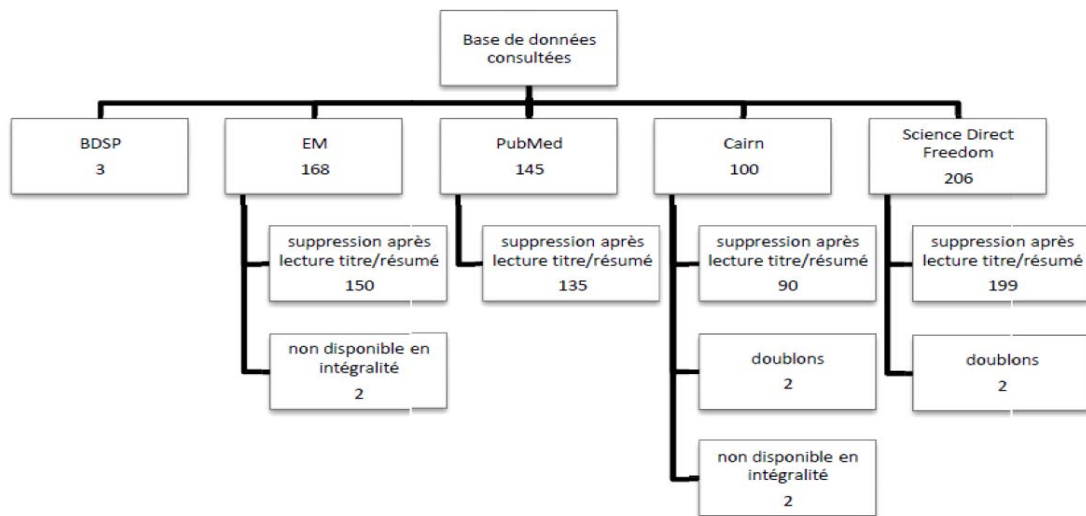 Base de données
consultées
BDSP
3
EM
168
PubMed
145
Cairn
100
Science Direct
Freedom
206
suppression après
lecture titre/résumé
150
non disponible en
intégralité
2
suppression après
lecture titre/résumé
135
suppression après
lecture titre/résumé
90
doublons
2
non disponible en
intégralité
2
suppression après
lecture titre/résumé
199
doublons
2